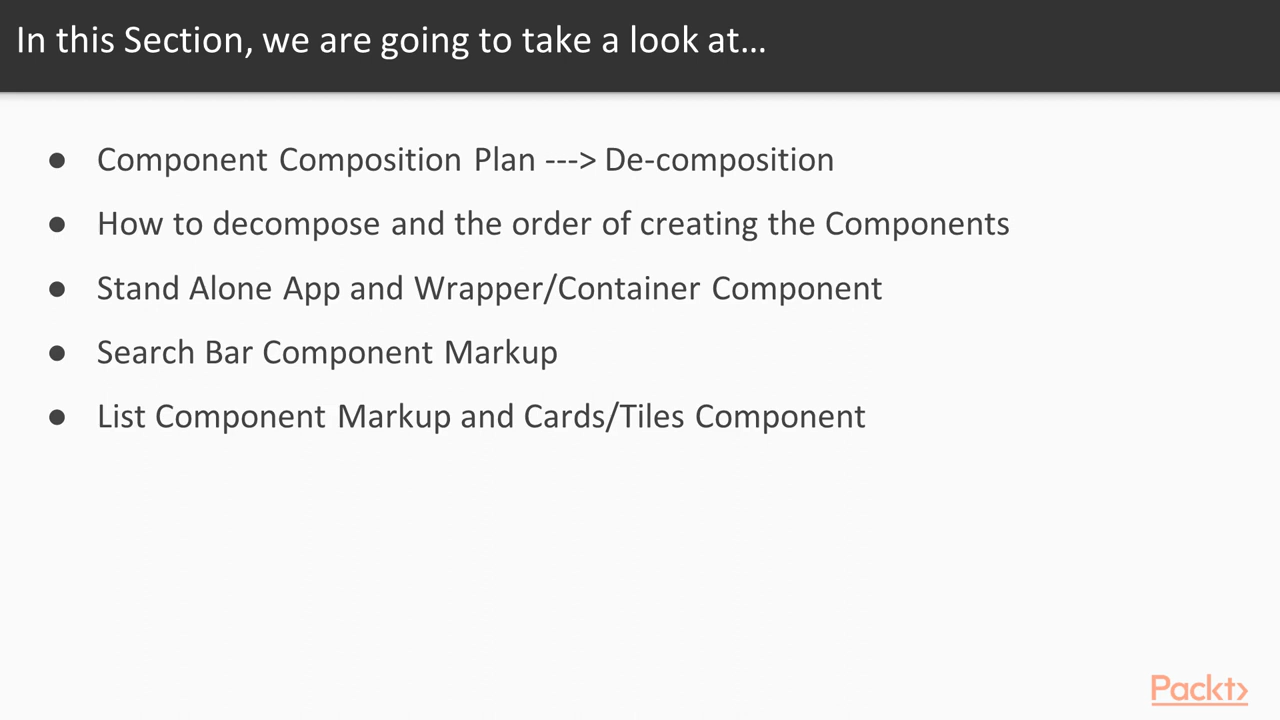 In this Section, we are going to take a look at...
● Component Composition Plan ---> De-composition
● How to decompose and the order of creating the Components
● Stand Alone App and Wrapper/Container Component
● Search Bar Component Markup
● List Component Markup and Cards/Tiles Component
Packt>